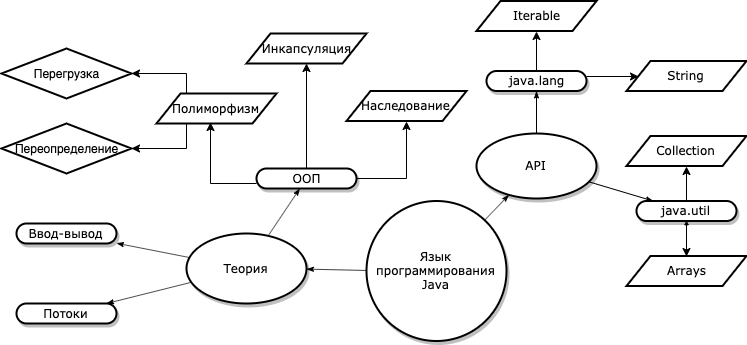 Iterable
Инкапсуляция
Перегрузка
java.lang
String
Полиморфизм
Наследование
Переопределение
Collection
API
ООП
java.util
Ввод-вывод
Теория
Язык
программирования
Java
Arrays
Потоки